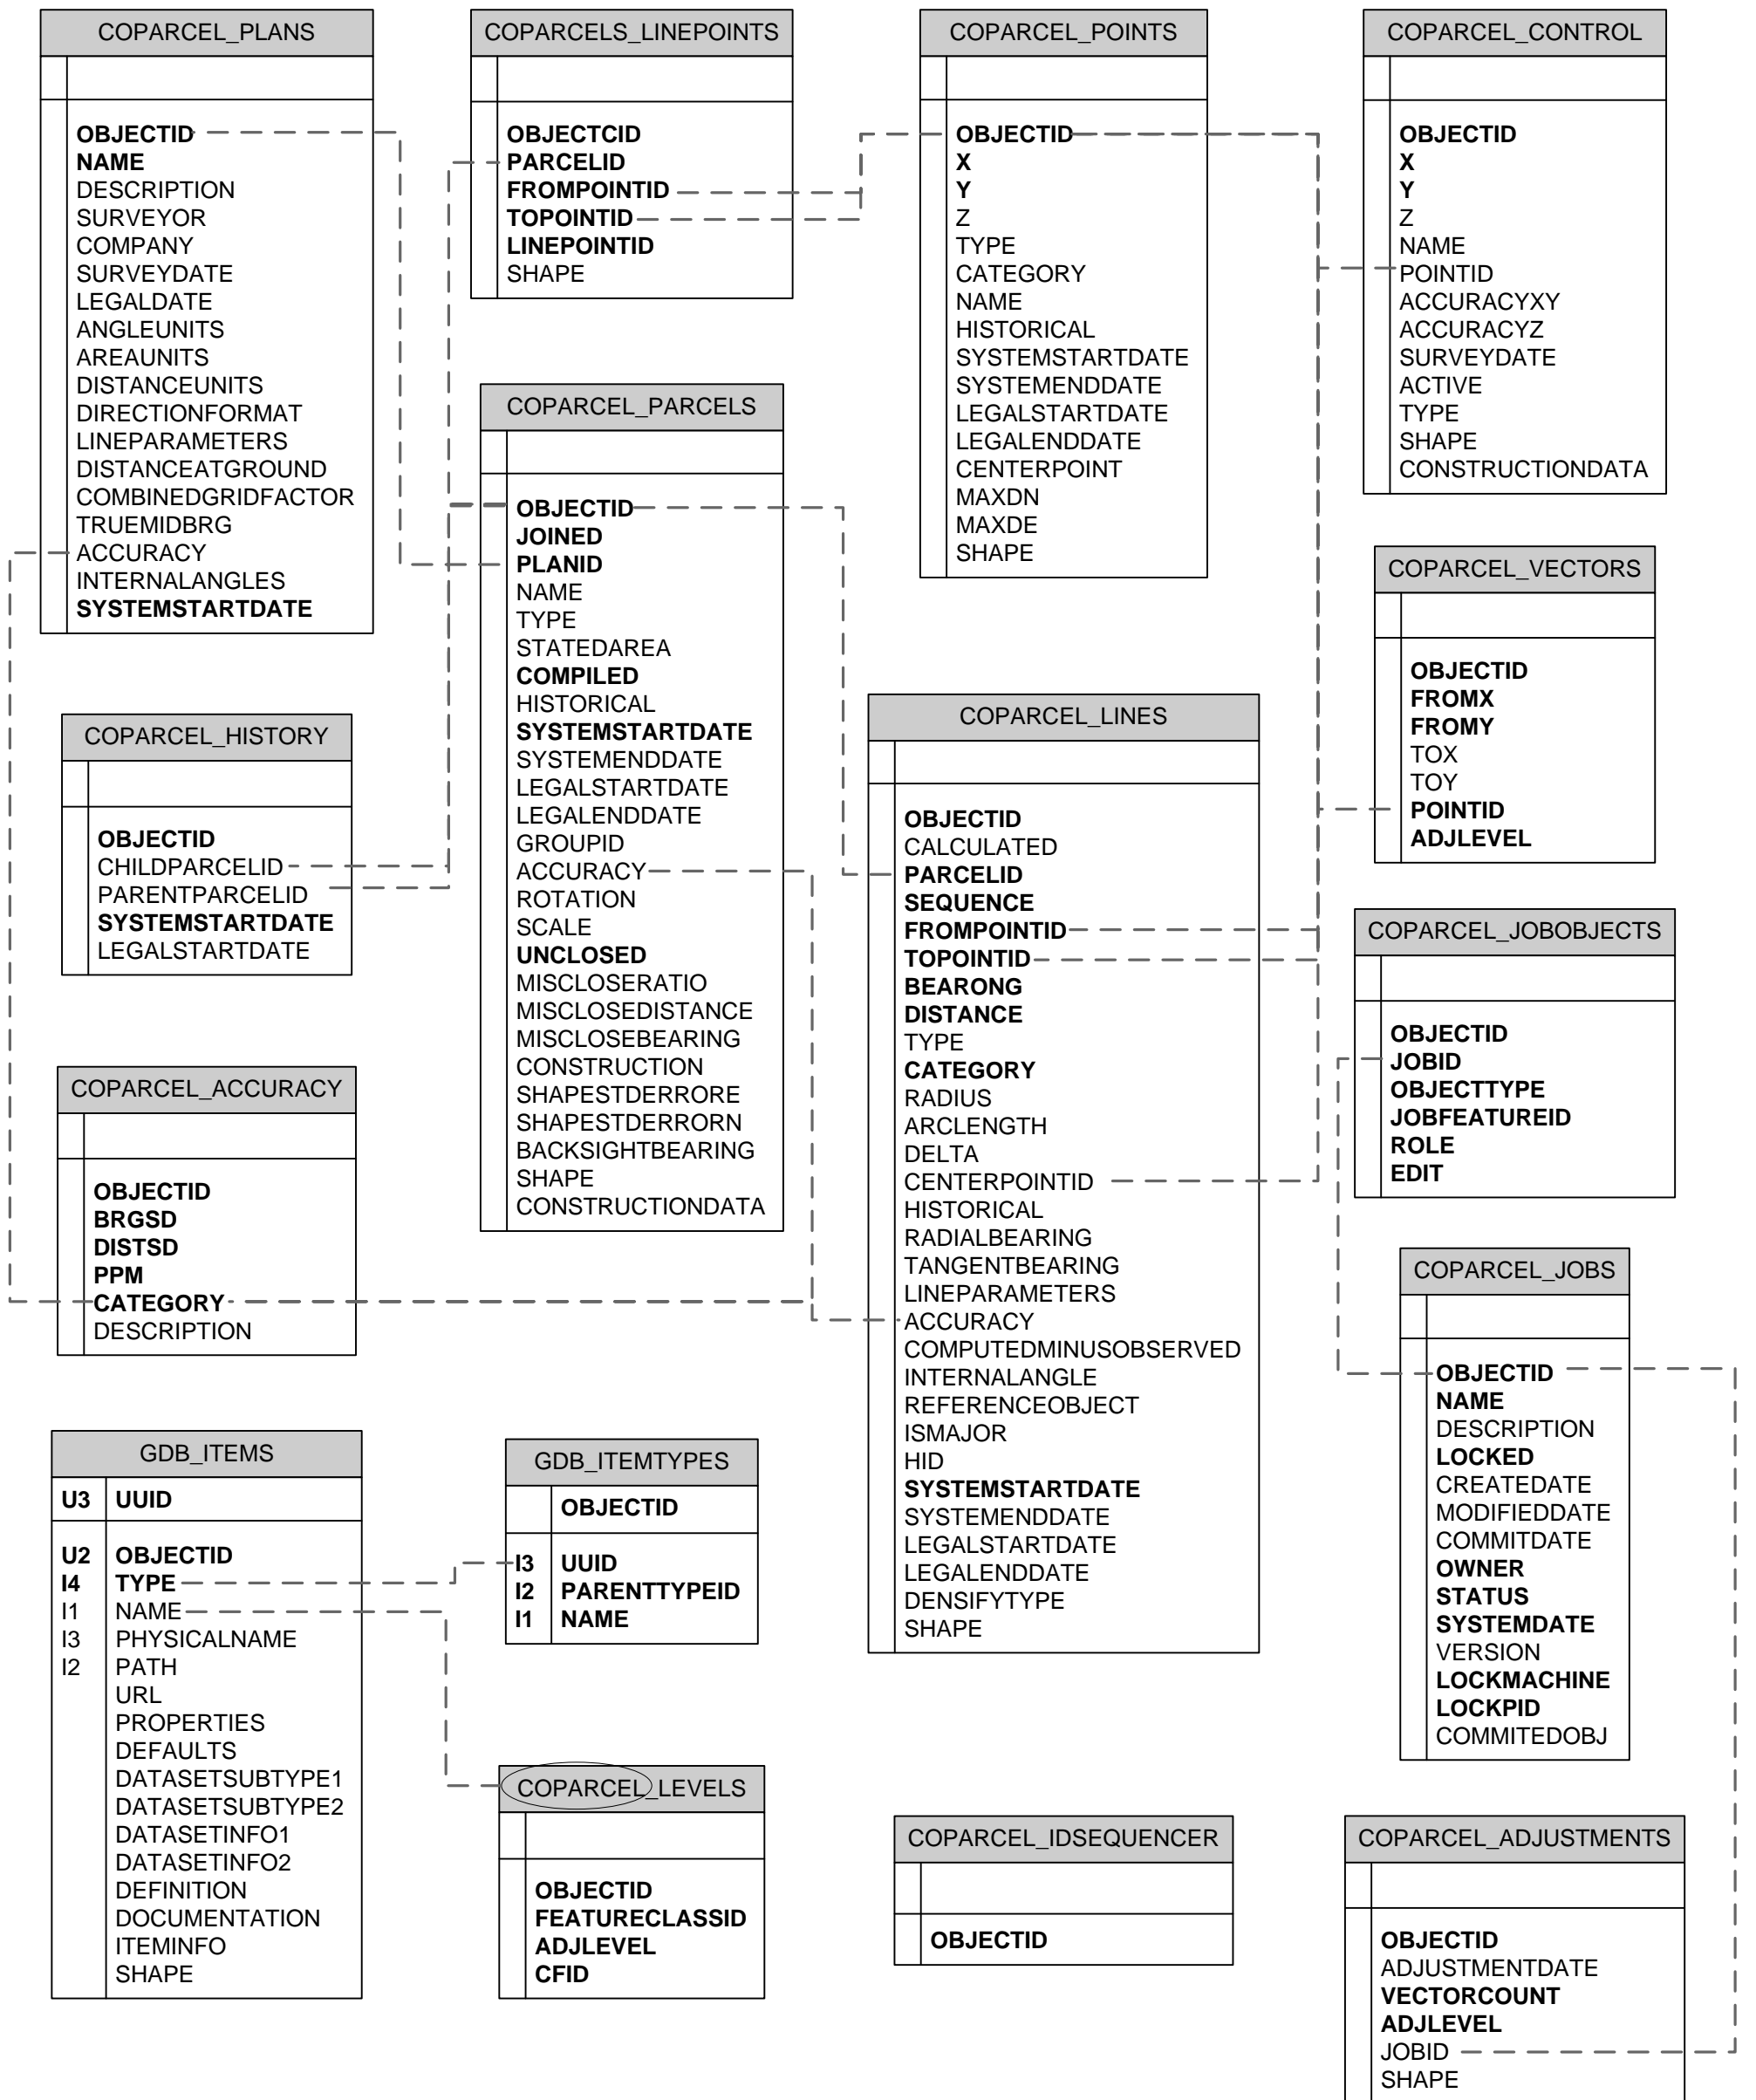 COPARCEL_PLANS
OBJECTID
NAME
DESCRIPTION
SURVEYOR
COMPANY
SURVEYDATE
LEGALDATE
ANGLEUNITS
AREAUNITS
DISTANCEUNITS
DIRECTIONFORMAT
LINEPARAMETERS
DISTANCEATGROUND
COMBINEDGRIDFACTOR
TRUEMIDBRG
ACCURACY
INTERNALANGLES
SYSTEMSTARTDATE
COPARCELS_LINEPOINTS
OBJECTCID
PARCELID
FROMPOINTID
TOPOINTID
LINEPOINTID
SHAPE
COPARCEL_POINTS
OBJECTID
X
Y
Z
TYPE
CATEGORY
NAME
HISTORICAL
SYSTEMSTARTDATE
SYSTEMENDDATE
LEGALSTARTDATE
LEGALENDDATE
CENTERPOINT
MAXDN
MAXDE
SHAPE
COPARCEL_CONTROL
OBJECTID
X
Y
Z
NAME
POINTID
ACCURACYXY
ACCURACYZ
SURVEYDATE
ACTIVE
TYPE
SHAPE
CONSTRUCTIONDATA
COPARCEL_PARCELS
OBJECTID
JOINED
PLANID
NAME
TYPE
STATEDAREA
COMPILED
HISTORICAL
SYSTEMSTARTDATE
SYSTEMENDDATE
LEGALSTARTDATE
LEGALENDDATE
GROUPID
ACCURACY
ROTATION
SCALE
UNCLOSED
MISCLOSERATIO
MISCLOSEDISTANCE
MISCLOSEBEARING
CONSTRUCTION
SHAPESTDERRORE
SHAPESTDERRORN
BACKSIGHTBEARING
SHAPE
CONSTRUCTIONDATA
COPARCEL_VECTORS
OBJECTID
FROMX
FROMY
TOX
TOY
POINTID
ADJLEVEL
COPARCEL_HISTORY
OBJECTID
CHILDPARCELID
PARENTPARCELID
SYSTEMSTARTDATE
LEGALSTARTDATE
COPARCEL_LINES
OBJECTID
CALCULATED
PARCELID
SEQUENCE
FROMPOINTID
TOPOINTID
BEARONG
DISTANCE
TYPE
CATEGORY
RADIUS
ARCLENGTH
DELTA
CENTERPOINTID
HISTORICAL
RADIALBEARING
TANGENTBEARING
LINEPARAMETERS
ACCURACY
COMPUTEDMINUSOBSERVED
INTERNALANGLE
REFERENCEOBJECT
ISMAJOR
HID
SYSTEMSTARTDATE
SYSTEMENDDATE
LEGALSTARTDATE
LEGALENDDATE
DENSIFYTYPE
SHAPE
COPARCEL_JOBOBJECTS
OBJECTID
JOBID
OBJECTTYPE
JOBFEATUREID
ROLE
EDIT
COPARCEL_ACCURACY
OBJECTID
BRGSD
DISTSD
PPM
CATEGORY
DESCRIPTION
COPARCEL_JOBS
OBJECTID
NAME
DESCRIPTION
LOCKED
CREATEDATE
MODIFIEDDATE
COMMITDATE
OWNER
STATUS
SYSTEMDATE
VERSION
LOCKMACHINE
LOCKPID
COMMITEDOBJ
GDB_ITEMS
U3 UUID
U2 OBJECTID
I4 TYPE
I1 NAME
I3 PHYSICALNAME
I2 PATH
URL
PROPERTIES
DEFAULTS
DATASETSUBTYPE1
DATASETSUBTYPE2
DATASETINFO1
DATASETINFO2
DEFINITION
DOCUMENTATION
ITEMINFO
SHAPE
GDB_ITEMTYPES
OBJECTID
I3 UUID
I2 PARENTTYPEID
I1 NAME
COPARCEL_LEVELS
OBJECTID
FEATURECLASSID
ADJLEVEL
CFID
COPARCEL_IDSEQUENCER
OBJECTID
COPARCEL_ADJUSTMENTS
OBJECTID
ADJUSTMENTDATE
VECTORCOUNT
ADJLEVEL
JOBID
SHAPE